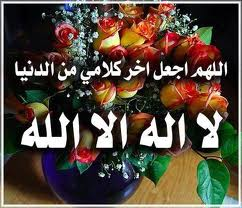 اللهم اجعل اخر كلامي من الدنيا
لا اله الا الله